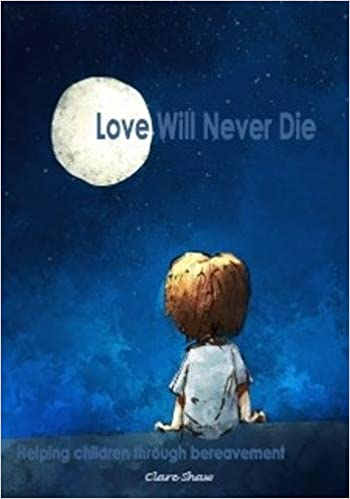 Love Will Never Die
Helping children through bereavement
Clare Shaw